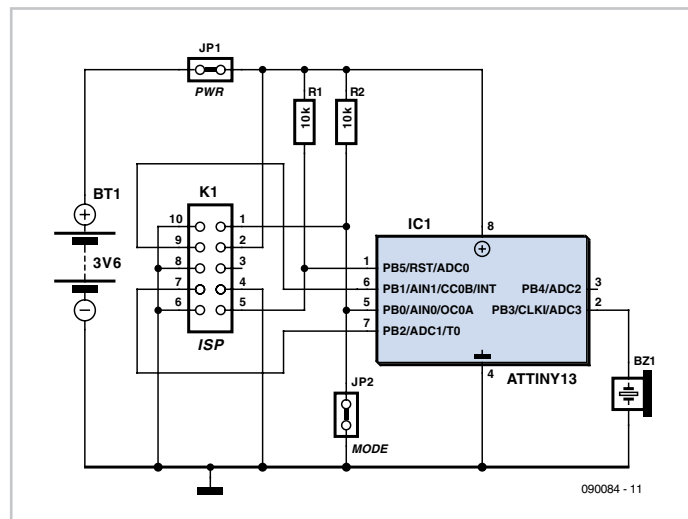 JP1
PWR
R1 R2
10k 10k
BT1
3V6
K1
10 1
9 2
8 3
7 4
6 5
ISP
IC1
8
1 PB5/RST/ADC0
6 PB1/AIN1/CC0B/INT PB4/ADC2 3
5 PB0/AIN0/OC0A PB3/CLKI/ADC3 2
7 PB2/ADC1/T0
4
ATTINY13
BZ1
JP2
MODE
090084 - 11